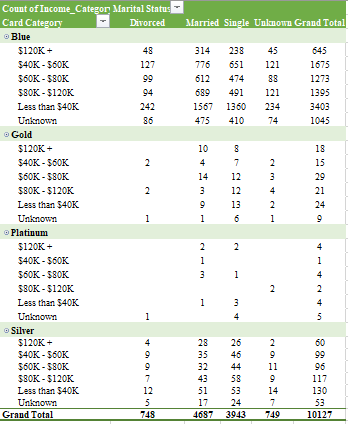 Count of Income_Category Marital Status
Card Category Divorced Married Single Unknown Grand Total
Blue
$120K + 48 314 238 45 645
$40K - $60K 127 776 651 121 1675
$60K - $80K 99 612 474 88 1273
$80K - $120K 94 689 491 121 1395
Less than $40K 242 1567 1360 234 3403
Unknown 86 475 410 74 1045
Gold
$120K + 10 8 18
$40K - $60K 2 4 7 2 15
$60K - $80K 14 12 3 29
$80K - $120K 2 3 12 4 21
Less than $40K 9 13 2 24
Unknown 1 1 6 1 9
Platinum
$120K + 2 2 4
$40K - $60K 1 1
$60K - $80K 3 1 4
$80K - $120K 2 2
Less than $40K 1 3 4
Unknown 1 4 5
Silver
$120K + 4 28 26 2 60
$40K - $60K 9 35 46 9 99
$60K - $80K 9 32 44 11 96
$80K - $120K 7 43 58 9 117
Less than $40K 12 51 53 14 130
Unknown 5 17 24 7 53
Grand Total 748 4687 3943 749 10127